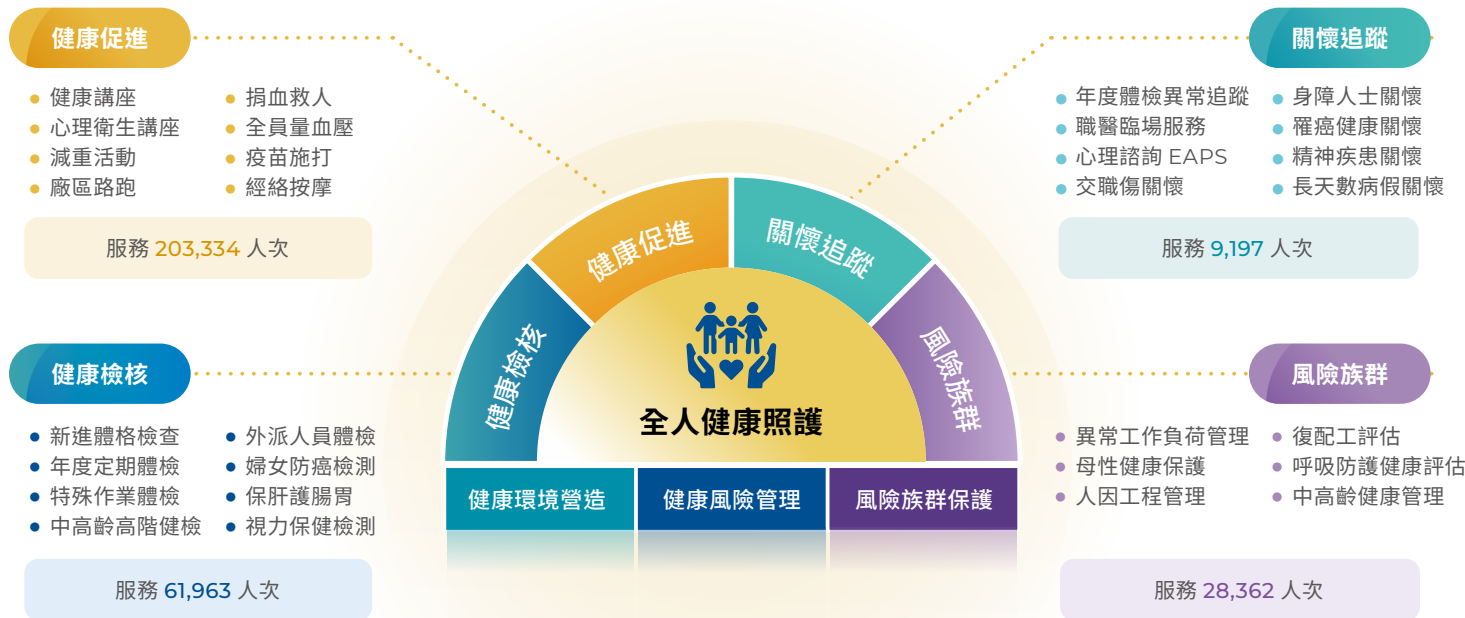 健康促進
健康講座
心理衛生講座
減重活動
廠區路跑
捐血救人
全員量血壓
疫苗施打
經絡按摩
服務 203,334 人次
關懷追蹤
年度體檢異常追蹤
職醫臨場服務
心理諮詢 EAPS
交職傷關懷
身障人士關懷
罹癌健康關懷
精神疾患關懷
長天數病假關懷
服務 9,197 人次
健康檢核
健康促進
關懷追蹤
風險族群
全人健康照護
健康環境營造
健康風險管理
風險族群保護
健康檢核
新進體格檢查
年度定期體檢
特殊作業體檢
中高齡高階健檢
外派人員體檢
婦女防癌檢測
保肝護腸胃
視力保健檢測
服務 61,963 人次
風險族群
異常工作負荷管理
母性健康保護
人因工程管理
復配工評估
呼吸防護健康評估
中高齡健康管理
服務 28,362 人次